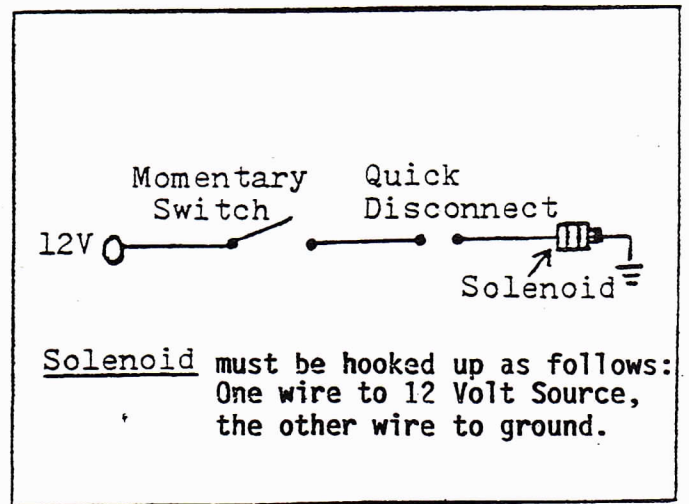 Momentary Quick
Switch Disconnect
12V
Solenoid
Solenoid must be hooked up as follows:
One wire to 12 Volt Source,
the other wire to ground.